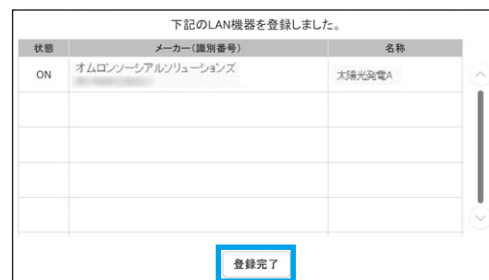 下記のLAN機器を登録しました。
状態 メーカー(識別番号) 名称
ON オムロンソーシアルソリューションズ 太陽光発電A
登録完了